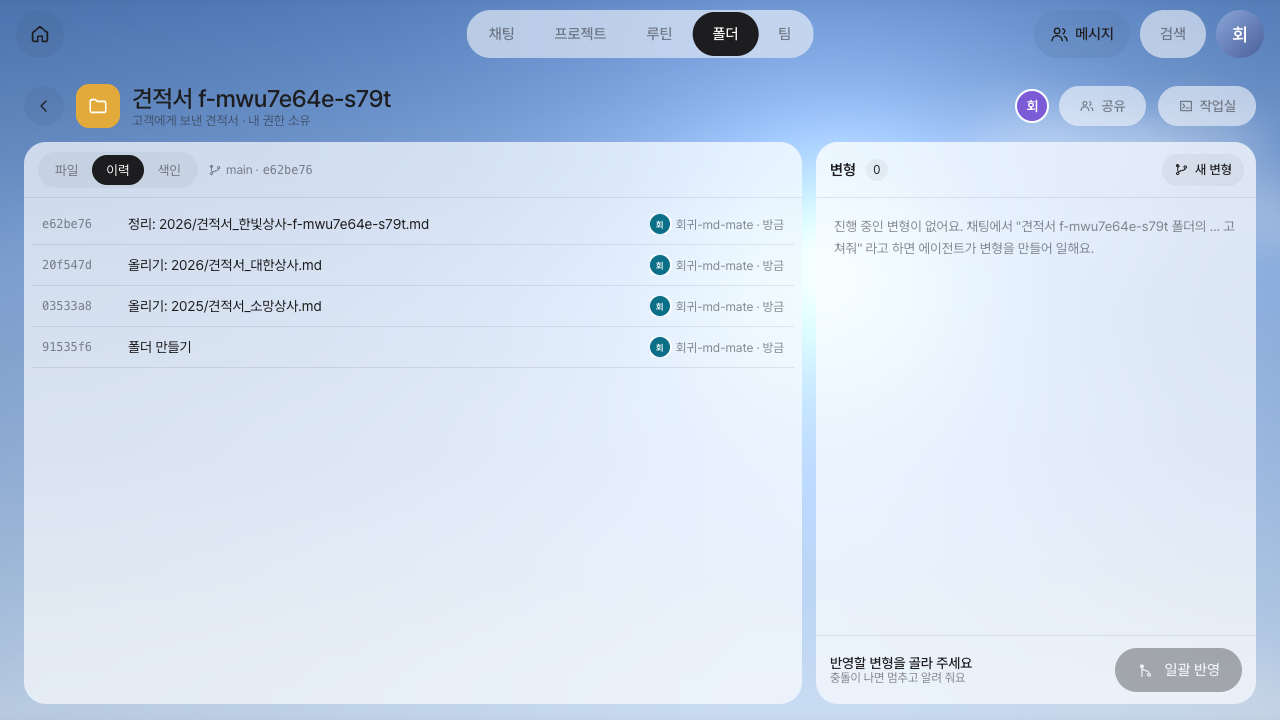 채팅
프로젝트
루틴
폴더
팀
메시지
검색
회
견적서 f-mwu7e64e-s79t
고객에게 보낸 견적서 · 내 권한 소유
회
공유
작업실
파일
이력
색인
main · e62be76
e62be76 정리: 2026/견적서_한빛상사-f-mwu7e64e-s79t.md 회 회귀-md-mate · 방금
20f547d 올리기: 2026/견적서_대한상사.md 회 회귀-md-mate · 방금
03533a8 올리기: 2025/견적서_소망상사.md 회 회귀-md-mate · 방금
91535f6 폴더 만들기 회 회귀-md-mate · 방금
변형 0
새 변형
진행 중인 변형이 없어요. 채팅에서 "견적서 f-mwu7e64e-s79t 폴더의 … 고
쳐줘" 라고 하면 에이전트가 변형을 만들어 일해요.
반영할 변형을 골라 주세요
충돌이 나면 멈추고 알려 줘요
일괄 반영